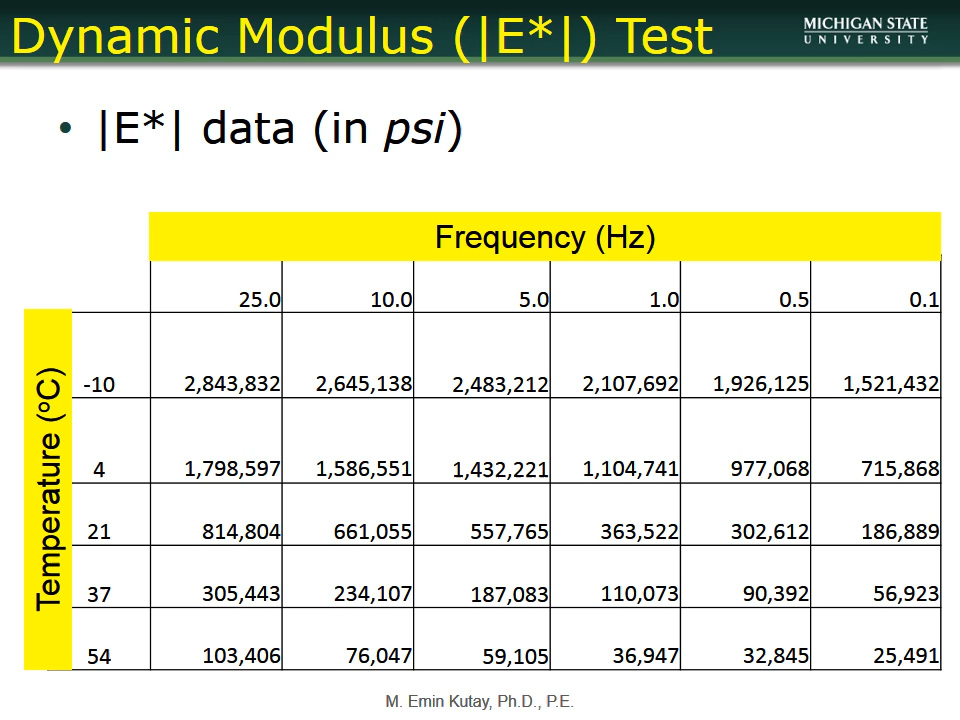 Dynamic Modulus (|E*|) Test
MICHIGAN STATE
UNIVERSITY
• |E*| data (in psi)
Frequency (Hz)
25.0 10.0 5.0 1.0 0.5 0.1
Temperature (ºC)
-10 2,843,832 2,645,138 2,483,212 2,107,692 1,926,125 1,521,432
4 1,798,597 1,586,551 1,432,221 1,104,741 977,068 715,868
21 814,804 661,055 557,765 363,522 302,612 186,889
37 305,443 234,107 187,083 110,073 90,392 56,923
54 103,406 76,047 59,105 36,947 32,845 25,491
M. Emin Kutay, Ph.D., P.E.